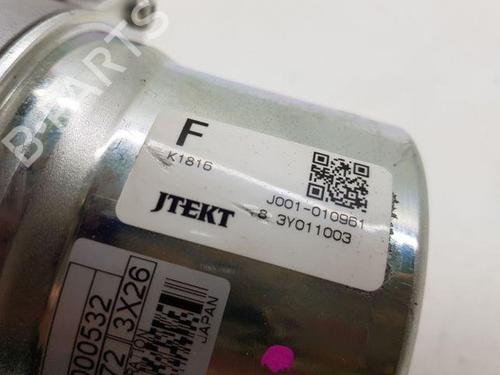 F
K1816
J001-010961
JTEKT
8 3Y011003
000532
72 3X26
JAPAN
B-PARTS